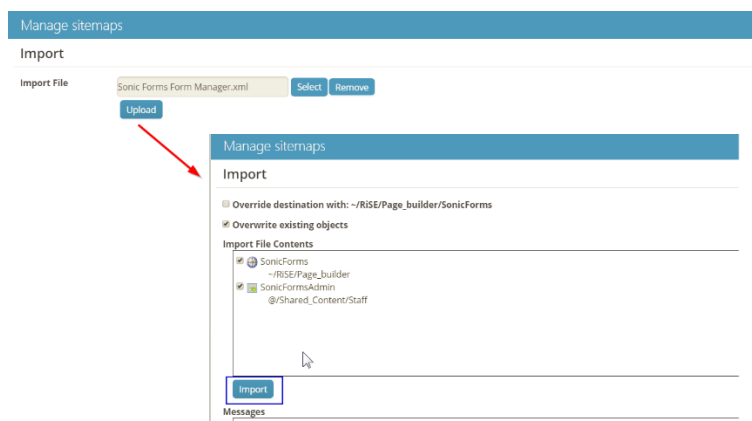 Manage sitemaps
Import
Import File
Sonic Forms Form Manager.xml
Select
Remove
Upload
Manage sitemaps
Import
Override destination with: ~/RiSE/Page_builder/SonicForms
Overwrite existing objects
Import File Contents
SonicForms
~/RiSE/Page_builder
SonicFormsAdmin
@/Shared_Content/Staff
Import
Messages